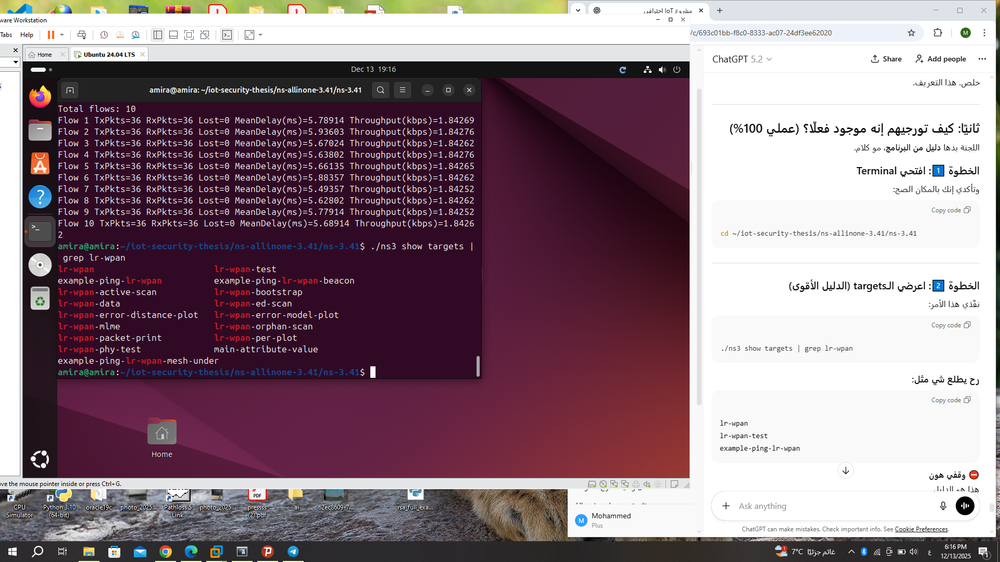 مشروع IoT احترافي
ware Workstation
Tabs Help
/c/693c01bb-f8c0-8333-ac07-24df3ee62020
M
Home
Ubuntu 24.04 LTS
ChatGPT 5.2
Share
Add people
Dec 13 19:16
amira@amira: ~/iot-security-thesis/ns-allinone-3.41/ns-3.41
Total flows: 10
Flow 1 TxPkts=36 RxPkts=36 Lost=0 MeanDelay(ms)=5.78914 Throughput(kbps)=1.84269
Flow 2 TxPkts=36 RxPkts=36 Lost=0 MeanDelay(ms)=5.93603 Throughput(kbps)=1.84276
Flow 3 TxPkts=36 RxPkts=36 Lost=0 MeanDelay(ms)=5.67024 Throughput(kbps)=1.84262
Flow 4 TxPkts=36 RxPkts=36 Lost=0 MeanDelay(ms)=5.63802 Throughput(kbps)=1.84276
Flow 5 TxPkts=36 RxPkts=36 Lost=0 MeanDelay(ms)=5.66135 Throughput(kbps)=1.84265
Flow 6 TxPkts=36 RxPkts=36 Lost=0 MeanDelay(ms)=5.88357 Throughput(kbps)=1.84262
Flow 7 TxPkts=36 RxPkts=36 Lost=0 MeanDelay(ms)=5.49357 Throughput(kbps)=1.84252
Flow 8 TxPkts=36 RxPkts=36 Lost=0 MeanDelay(ms)=5.62802 Throughput(kbps)=1.84262
Flow 9 TxPkts=36 RxPkts=36 Lost=0 MeanDelay(ms)=5.77914 Throughput(kbps)=1.84252
Flow 10 TxPkts=36 RxPkts=36 Lost=0 MeanDelay(ms)=5.68914 Throughput(kbps)=1.8426
2
amira@amira:~/iot-security-thesis/ns-allinone-3.41/ns-3.41$ ./ns3 show targets |
grep lr-wpan
lr-wpan lr-wpan-test
example-ping-lr-wpan example-ping-lr-wpan-beacon
lr-wpan-active-scan lr-wpan-bootstrap
lr-wpan-data lr-wpan-ed-scan
lr-wpan-error-distance-plot lr-wpan-error-model-plot
lr-wpan-mlme lr-wpan-orphan-scan
lr-wpan-packet-print lr-wpan-per-plot
lr-wpan-phy-test main-attribute-value
example-ping-lr-wpan-mesh-under
amira@amira:~/iot-security-thesis/ns-allinone-3.41/ns-3.41$
Home
ove the mouse pointer inside or press Ctrl+G.
خلص. هذا التعريف.
ثانيًا: كيف تورجيهم إنه موجود فعلًا؟ (عملي 100%)
اللجنة بدها دليل من البرنامج، مو كلام.
الخطوة 1: افتحي Terminal
وتأكدي إنك بالمكان الصح:
Copy code
cd ~/iot-security-thesis/ns-allinone-3.41/ns-3.41
الخطوة 2: اعرضي الـtargets (الدليل الأقوى)
نفّذي هذا الأمر:
Copy code
./ns3 show targets | grep lr-wpan
رح يطلع شي مثل:
Copy code
lr-wpan
lr-wpan-test
example-ping-lr-wpan
وقفي هون
هذا هو الدليل
Ask anything
ChatGPT can make mistakes. Check important info. See Cookie Preferences.
M Mohammed
Plus
CPU Simulator
Python 3.10 (64-bit)
oracle19c
photo_2025...
Pathloss 5 Link
photo_2025...
PDF
pressss (2).pdf
ai
62ec8609-7...
rsa_full_exa...
7°C غائم جزئيًا
ع
6:16 PM
12/13/2025